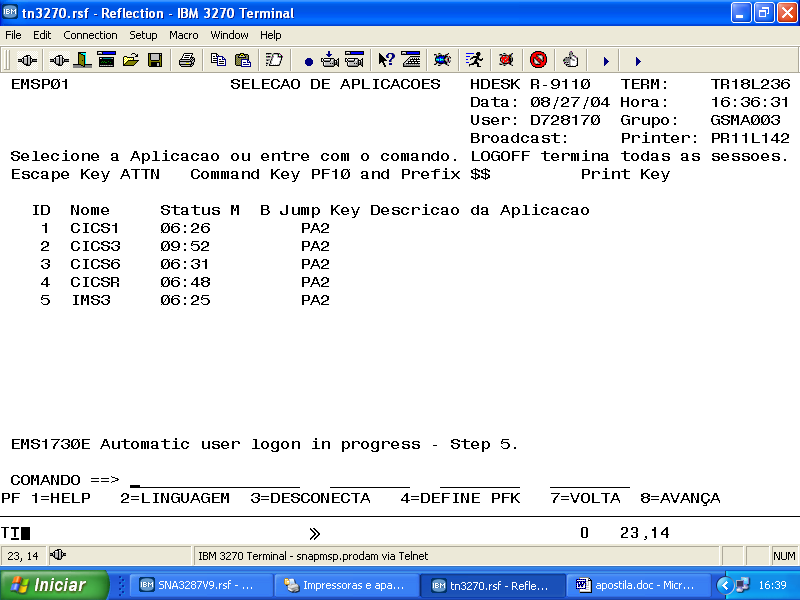 IBM tn3270.rsf - Reflection - IBM 3270 Terminal
File Edit Connection Setup Macro Window Help
EMSP01 SELECAO DE APLICACOES HDESK R-9110 TERM: TR18L236
Data: 08/27/04 Hora: 16:36:31
User: D728170 Grupo: GSMA003
Broadcast: Printer: PR11L142
Selecione a Aplicacao ou entre com o comando. LOGOFF termina todas as sessoes.
Escape Key ATTN Command Key PF10 and Prefix $$ Print Key
ID Nome Status M B Jump Key Descricao da Aplicacao
1 CICS1 06:26 PA2
2 CICS3 09:52 PA2
3 CICS6 06:31 PA2
4 CICSR 06:48 PA2
5 IMS3 06:25 PA2
EMS1730E Automatic user logon in progress - Step 5.
COMANDO ==> _
PF 1=HELP 2=LINGUAGEM 3=DESCONECTA 4=DEFINE PFK 7=VOLTA 8=AVANÇA
TI » 0 23,14
23, 14 IBM 3270 Terminal - snapmsp.prodam via Telnet NUM
Iniciar IBM SNA3287V9.rsf - ... Impressoras e apa... IBM tn3270.rsf - Refle... apostila.doc - Micr... 16:39